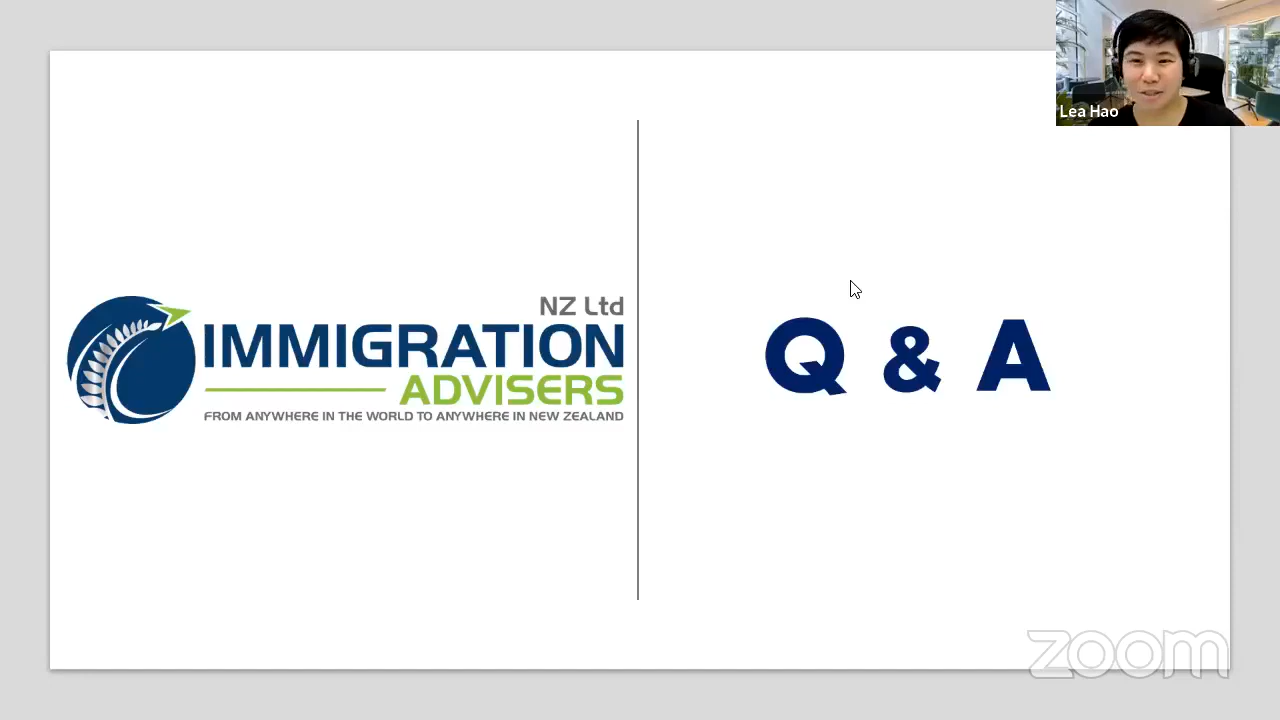 Lea Hao
NZ Ltd
IMMIGRATION
ADVISERS
FROM ANYWHERE IN THE WORLD TO ANYWHERE IN NEW ZEALAND
Q & A
zoom